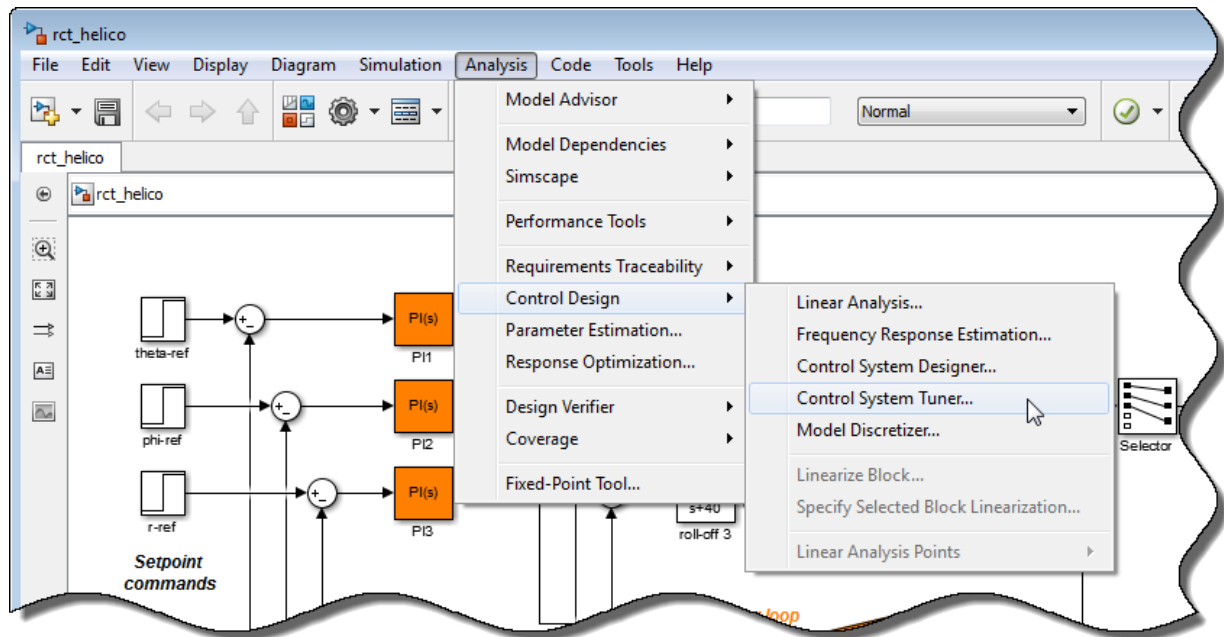 rct_helico
File Edit View Display Diagram Simulation Analysis Code Tools Help
Normal
rct_helico
rct_helico
Model Advisor
Model Dependencies
Simscape
Performance Tools
Requirements Traceability
Control Design
Parameter Estimation...
Response Optimization...
Design Verifier
Coverage
Fixed-Point Tool...
Linear Analysis...
Frequency Response Estimation...
Control System Designer...
Control System Tuner...
Model Discretizer...
Linearize Block...
Specify Selected Block Linearization...
Linear Analysis Points
theta-ref
PI(s)
PI1
phi-ref
PI(s)
PI2
r-ref
PI(s)
PI3
Setpoint
commands
s+40
roll-off 3
Selector
loop